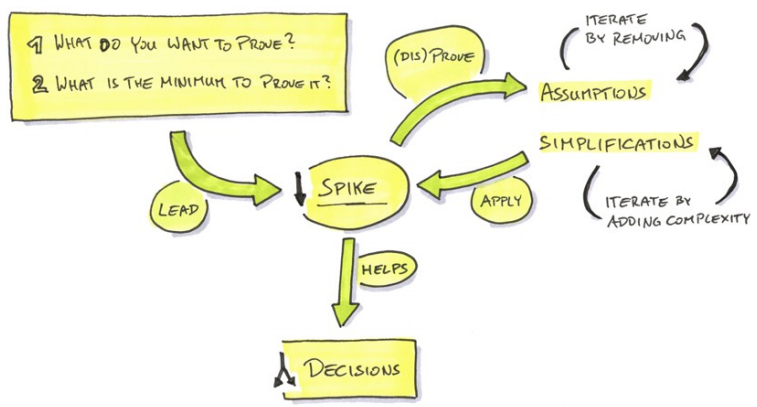 1 WHAT DO YOU WANT TO PROVE?
2 WHAT IS THE MINIMUM TO PROVE IT?
(DIS)PROVE
ITERATE
BY REMOVING
ASSUMPTIONS
SIMPLIFICATIONS
ITERATE BY
ADDING COMPLEXITY
LEAD
SPIKE
APPLY
HELPS
DECISIONS